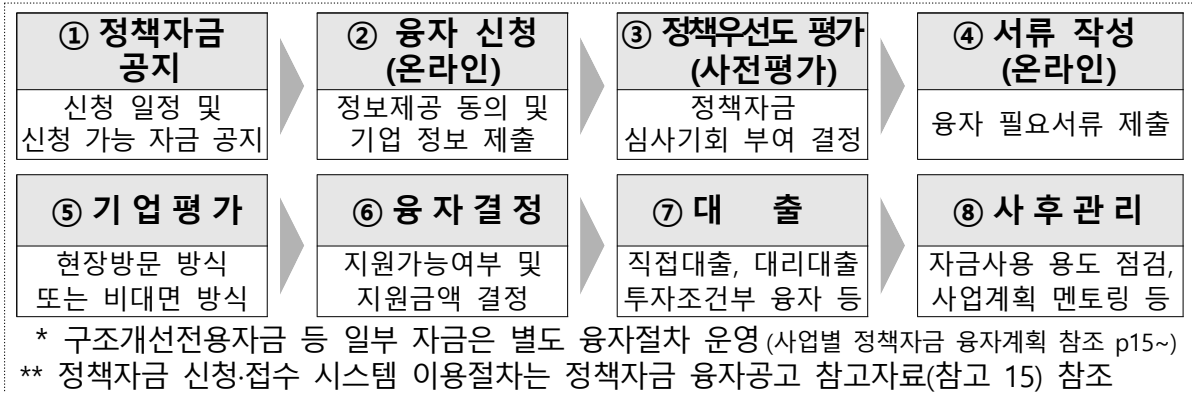 ① 정책자금
공지
신청 일정 및
신청 가능 자금 공지
② 융자 신청
(온라인)
정보제공 동의 및
기업 정보 제출
③ 정책우선도 평가
(사전평가)
정책자금
심사기회 부여 결정
④ 서류 작성
(온라인)
융자 필요서류 제출
⑤ 기 업 평 가
현장방문 방식
또는 비대면 방식
⑥ 융 자 결 정
지원가능여부 및
지원금액 결정
⑦ 대 출
직접대출, 대리대출
투자조건부 융자 등
⑧ 사 후 관 리
자금사용 용도 점검,
사업계획 멘토링 등
* 구조개선전용자금 등 일부 자금은 별도 융자절차 운영 (사업별 정책자금 융자계획 참조 p15~)
** 정책자금 신청·접수 시스템 이용절차는 정책자금 융자공고 참고자료(참고 15) 참조